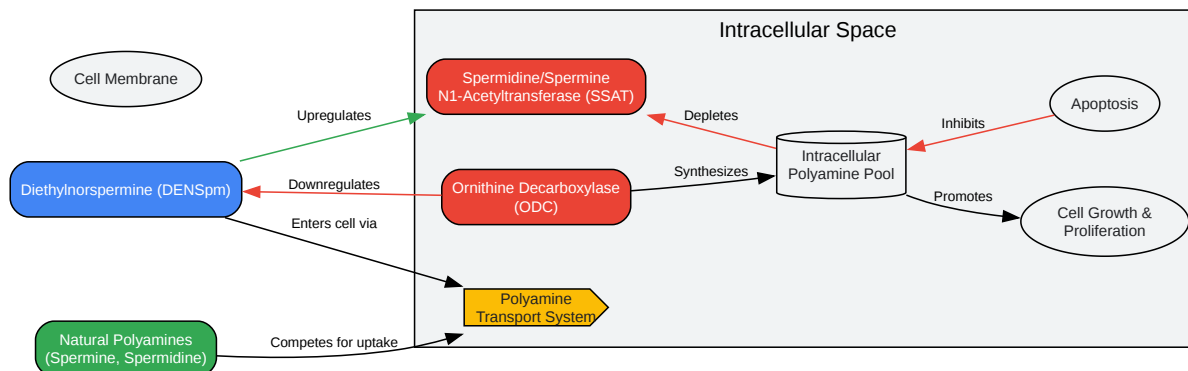 Intracellular Space
Cell Membrane
Spermidine/Spermine
N1-Acetyltransferase (SSAT)
Upregulates
Depletes
Inhibits
Apoptosis
Intracellular
Polyamine Pool
Diethylnorspermine (DENSpm)
Downregulates
Ornithine Decarboxylase
(ODC)
Synthesizes
Promotes
Cell Growth &
Proliferation
Enters cell via
Polyamine
Transport System
Natural Polyamines
(Spermine, Spermidine)
Competes for uptake